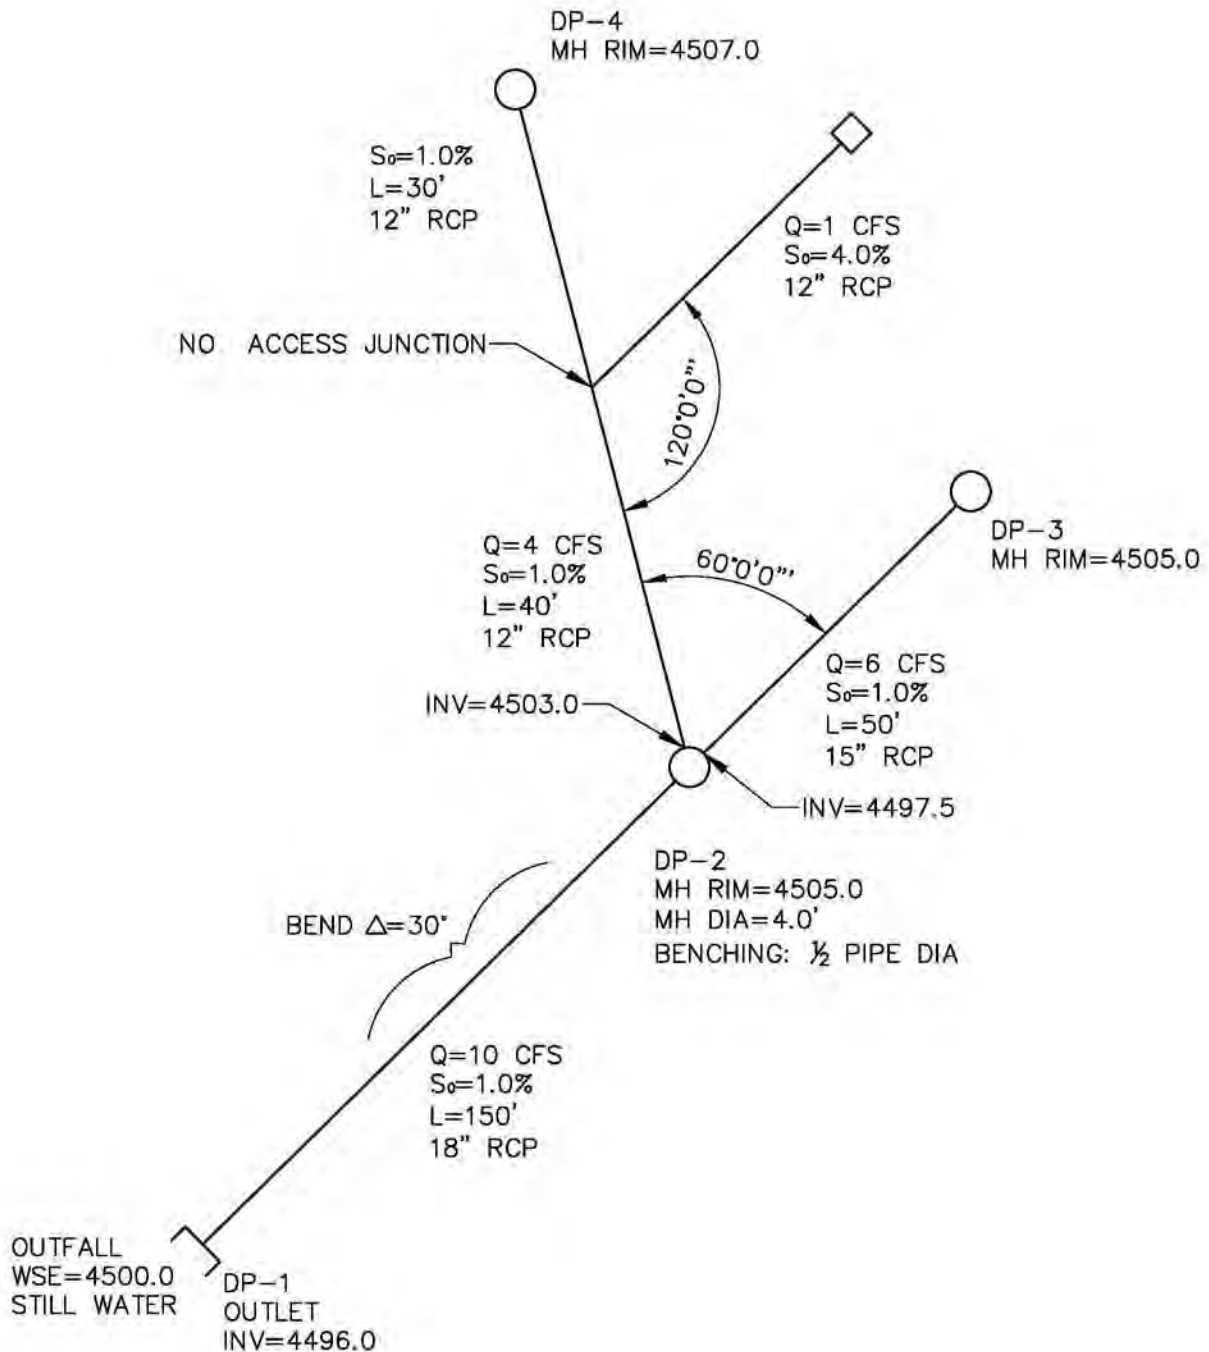 DP-4
MH RIM=4507.0
S₀=1.0%
L=30'
12" RCP
Q=1 CFS
S₀=4.0%
12" RCP
NO ACCESS JUNCTION
120°0'0"'
DP-3
MH RIM=4505.0
Q=4 CFS
S₀=1.0%
L=40'
12" RCP
60°0'0"'
Q=6 CFS
S₀=1.0%
L=50'
15" RCP
INV=4503.0
INV=4497.5
DP-2
MH RIM=4505.0
MH DIA=4.0'
BENCHING: ½ PIPE DIA
BEND Δ=30°
Q=10 CFS
S₀=1.0%
L=150'
18" RCP
OUTFALL
WSE=4500.0
STILL WATER
DP-1
OUTLET
INV=4496.0